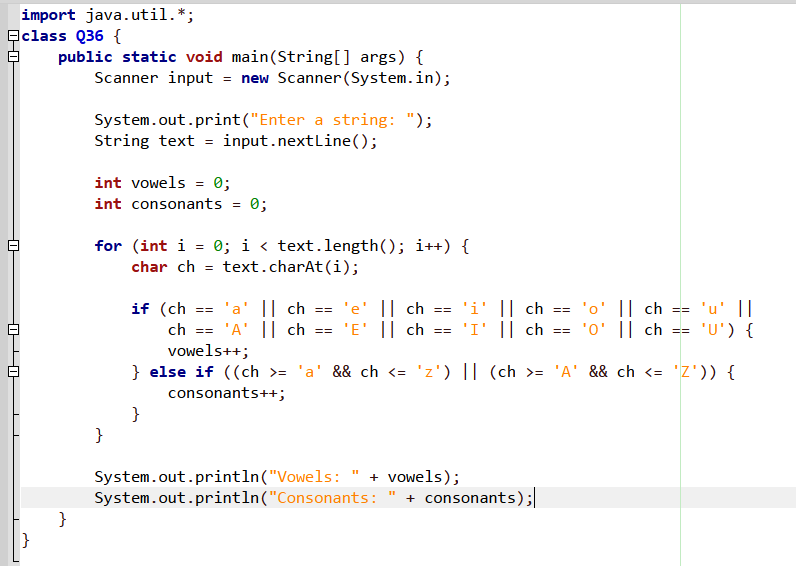 import java.util.*;
class Q36 {
    public static void main(String[] args) {
        Scanner input = new Scanner(System.in);

        System.out.print("Enter a string: ");
        String text = input.nextLine();

        int vowels = 0;
        int consonants = 0;

        for (int i = 0; i < text.length(); i++) {
            char ch = text.charAt(i);

            if (ch == 'a' || ch == 'e' || ch == 'i' || ch == 'o' || ch == 'u' ||
                ch == 'A' || ch == 'E' || ch == 'I' || ch == 'O' || ch == 'U') {
                vowels++;
            } else if ((ch >= 'a' && ch <= 'z') || (ch >= 'A' && ch <= 'Z')) {
                consonants++;
            }
        }

        System.out.println("Vowels: " + vowels);
        System.out.println("Consonants: " + consonants);
    }
}